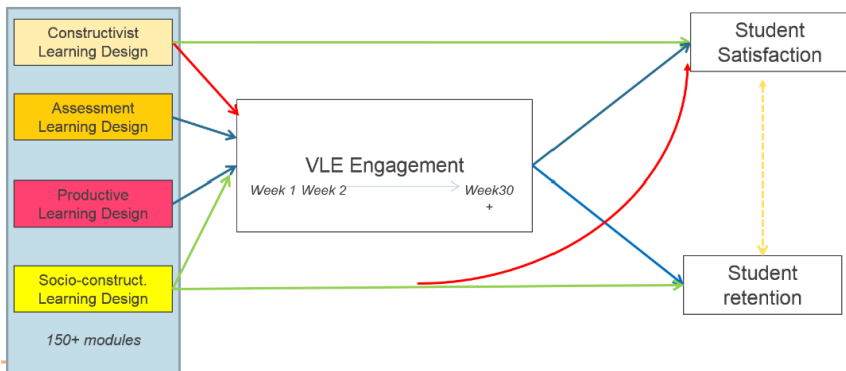 Constructivist
Learning Design
Assessment
Learning Design
Productive
Learning Design
Socio-construct.
Learning Design
150+ modules
VLE Engagement
Week 1 Week 2
Week30
+
Student
Satisfaction
Student
retention